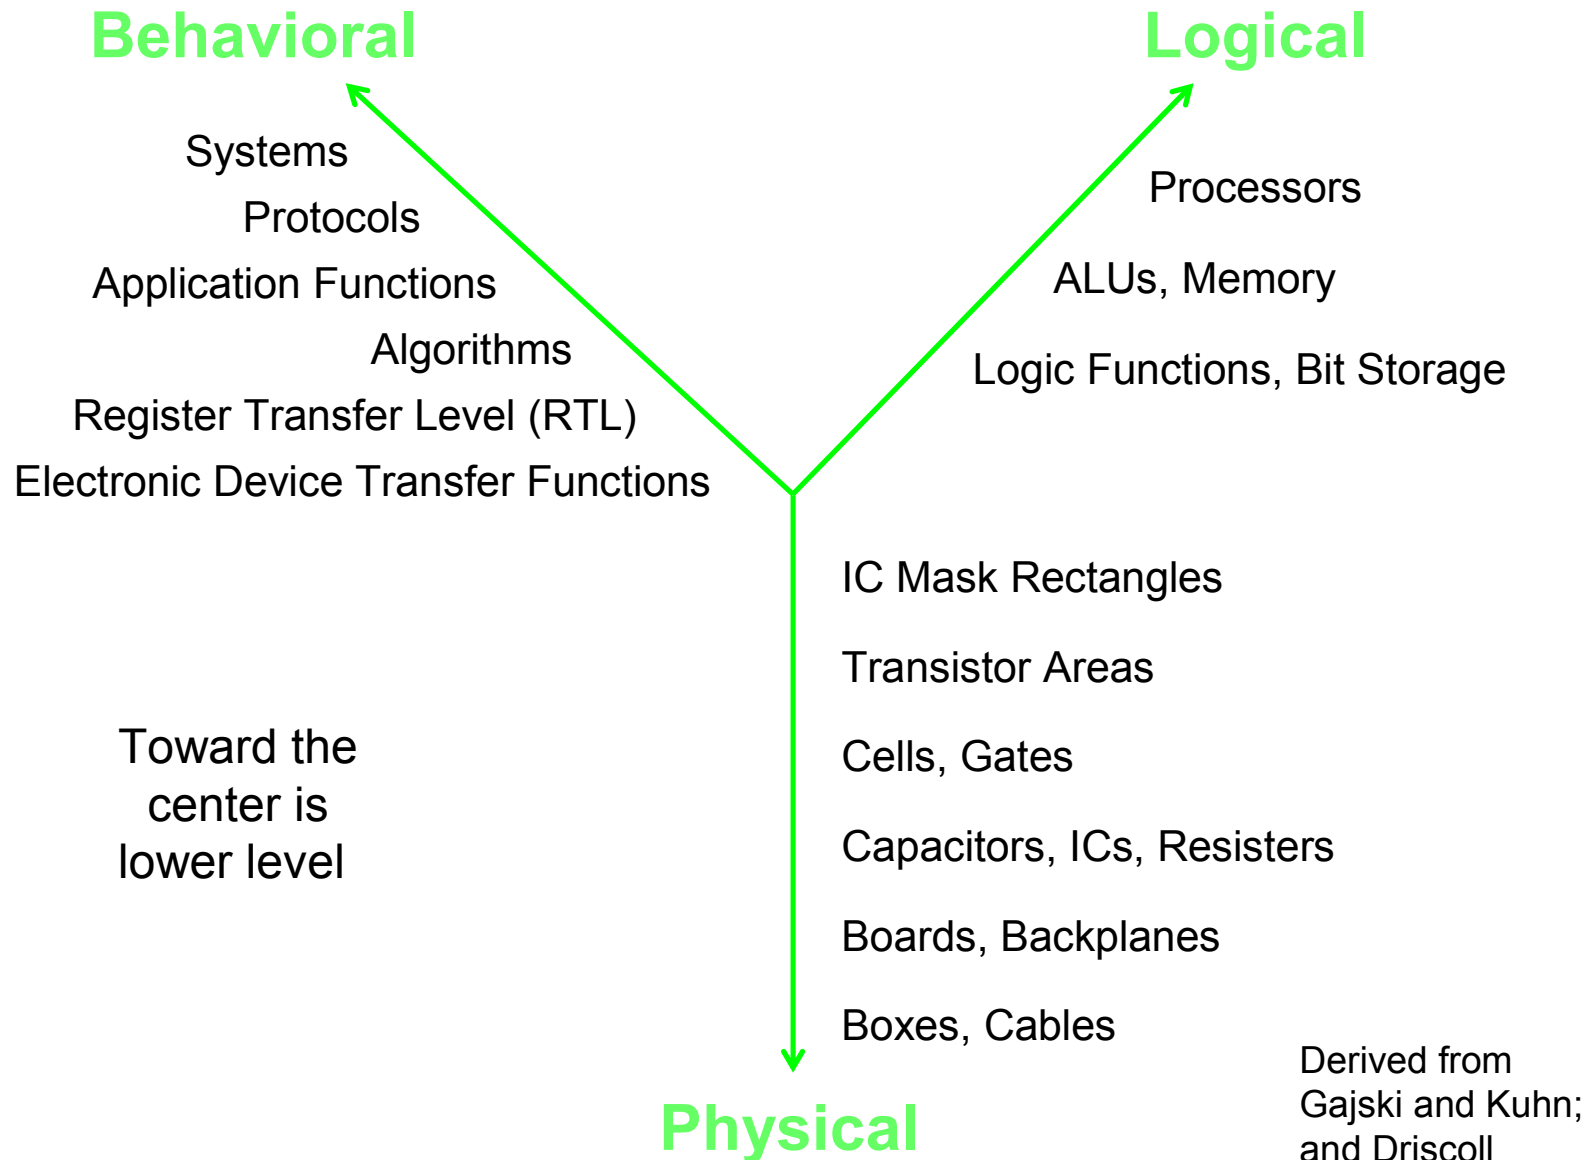 Behavioral
Logical
Systems
Protocols
Application Functions
Algorithms
Register Transfer Level (RTL)
Electronic Device Transfer Functions
Processors
ALUs, Memory
Logic Functions, Bit Storage
IC Mask Rectangles
Transistor Areas
Cells, Gates
Capacitors, ICs, Resisters
Boards, Backplanes
Boxes, Cables
Toward the
center is
lower level
Physical
Derived from
Gajski and Kuhn;
and Driscoll